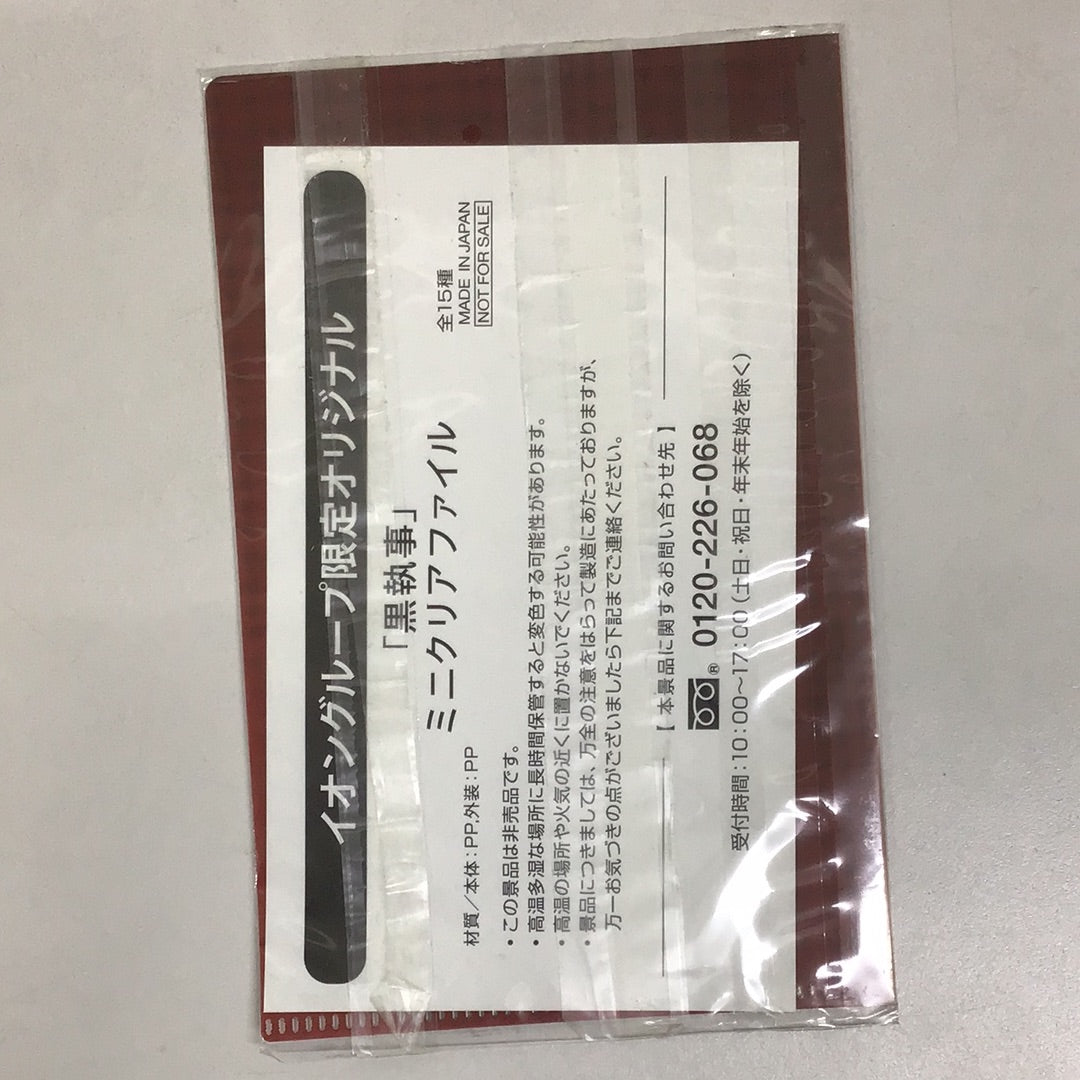 イオングループ限定オリジナル
「黒執事」
ミニクリアファイル
全15種
MADE IN JAPAN
NOT FOR SALE
材質／本体：PP,外装：PP
・この景品は非売品です。
・高温多湿な場所に長時間保管すると変色する可能性があります。
・高温の場所や火気の近くに置かないでください。
・景品につきましては、万全の注意をはらって製造にあたっておりますが、
万一お気づきの点がございましたら下記までご連絡ください。
【本景品に関するお問い合わせ先】
® 0120-226-068
受付時間：10：00～17：00（土日・祝日・年末年始を除く）